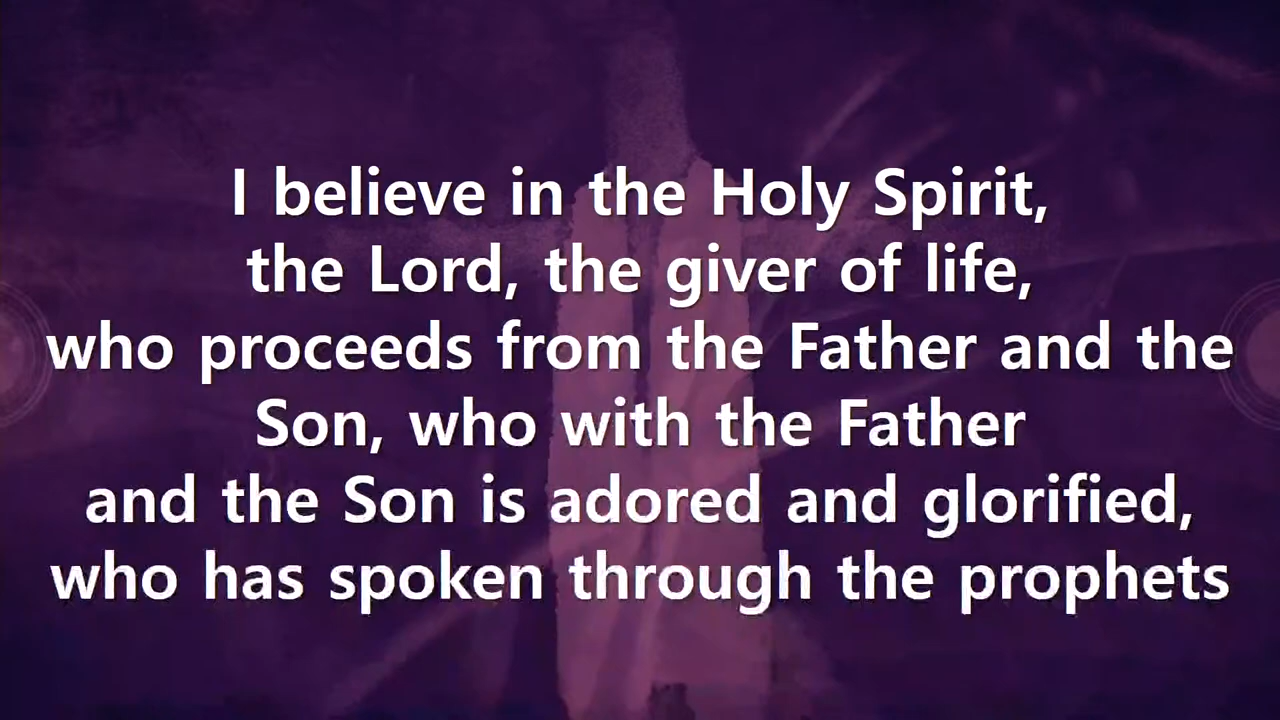 I believe in the Holy Spirit,
the Lord, the giver of life,
who proceeds from the Father and the
Son, who with the Father
and the Son is adored and glorified,
who has spoken through the prophets